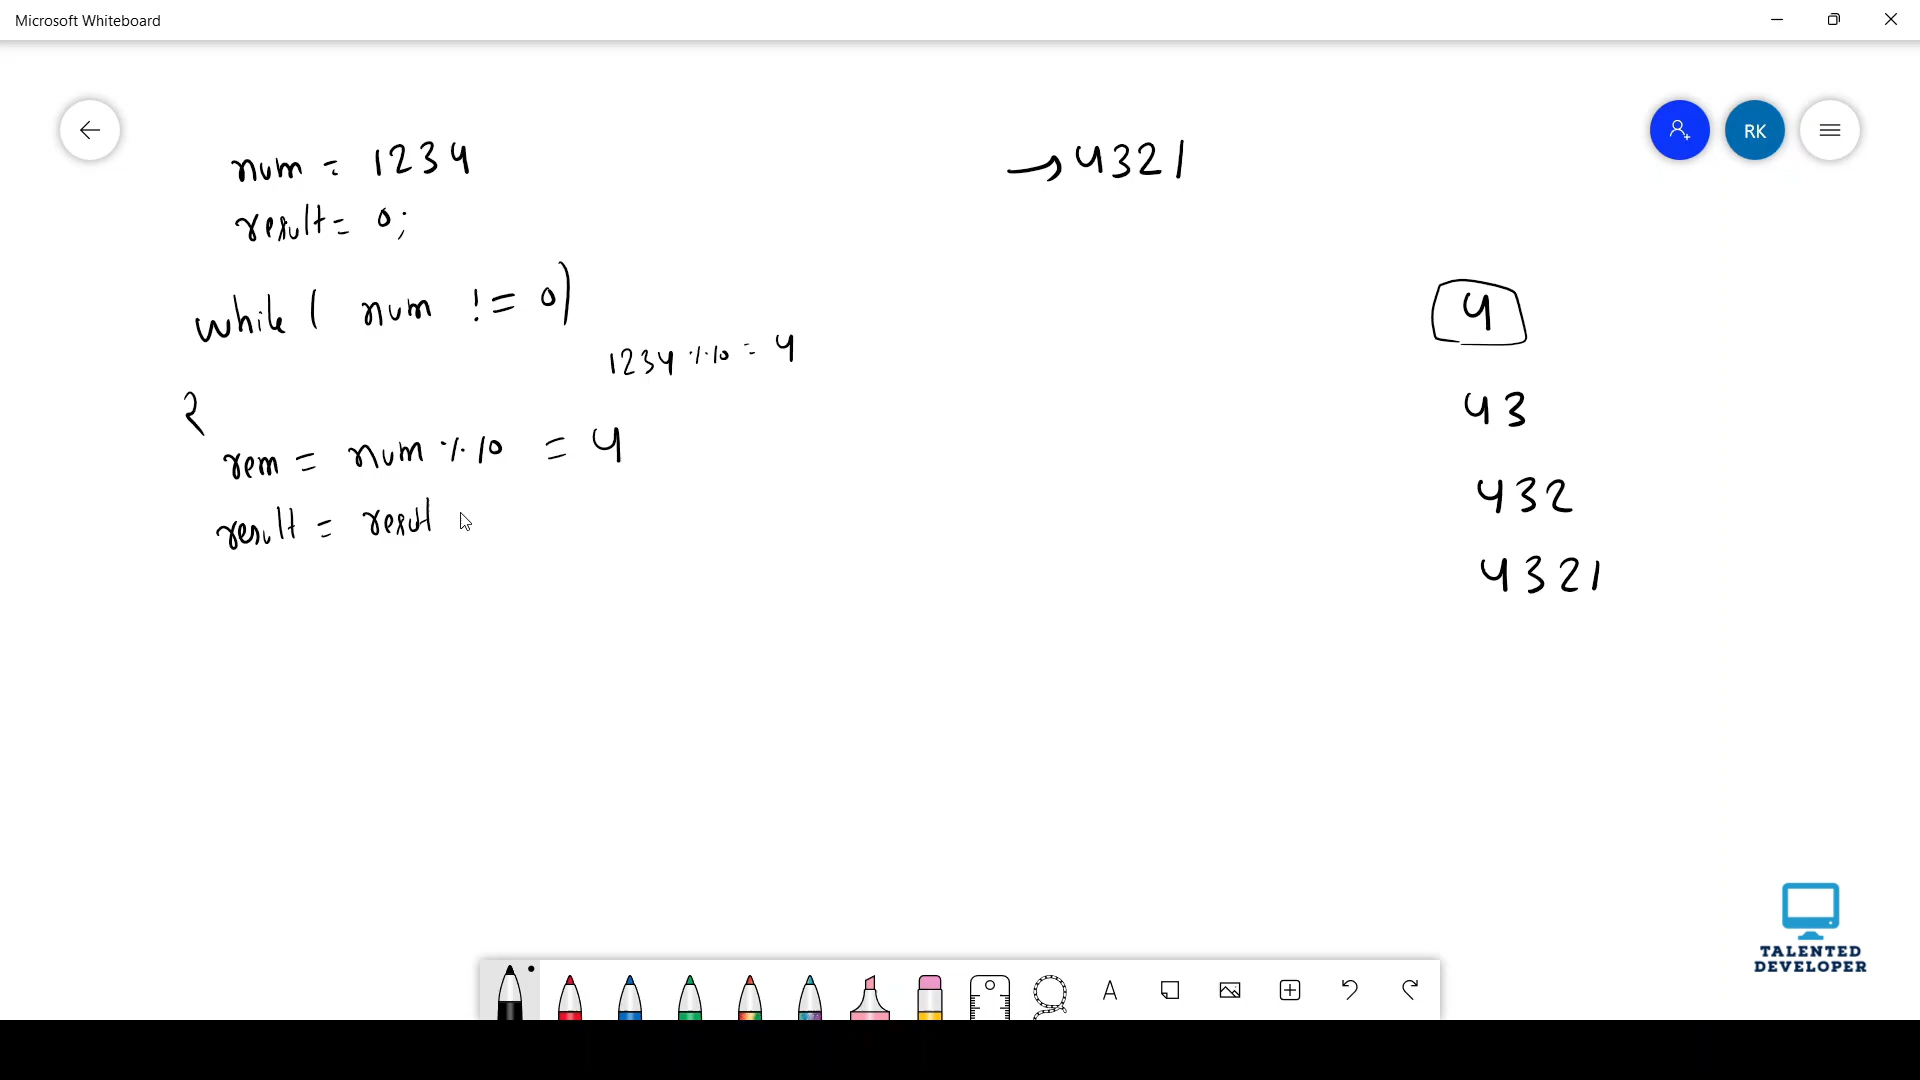 Microsoft Whiteboard
RK
num = 1234
→ 4321
result = 0;
while ( num != 0)
4
1234 % 10 = 4
{
43
rem = num % 10 = 4
432
result = result
4321
TALENTED
DEVELOPER
A